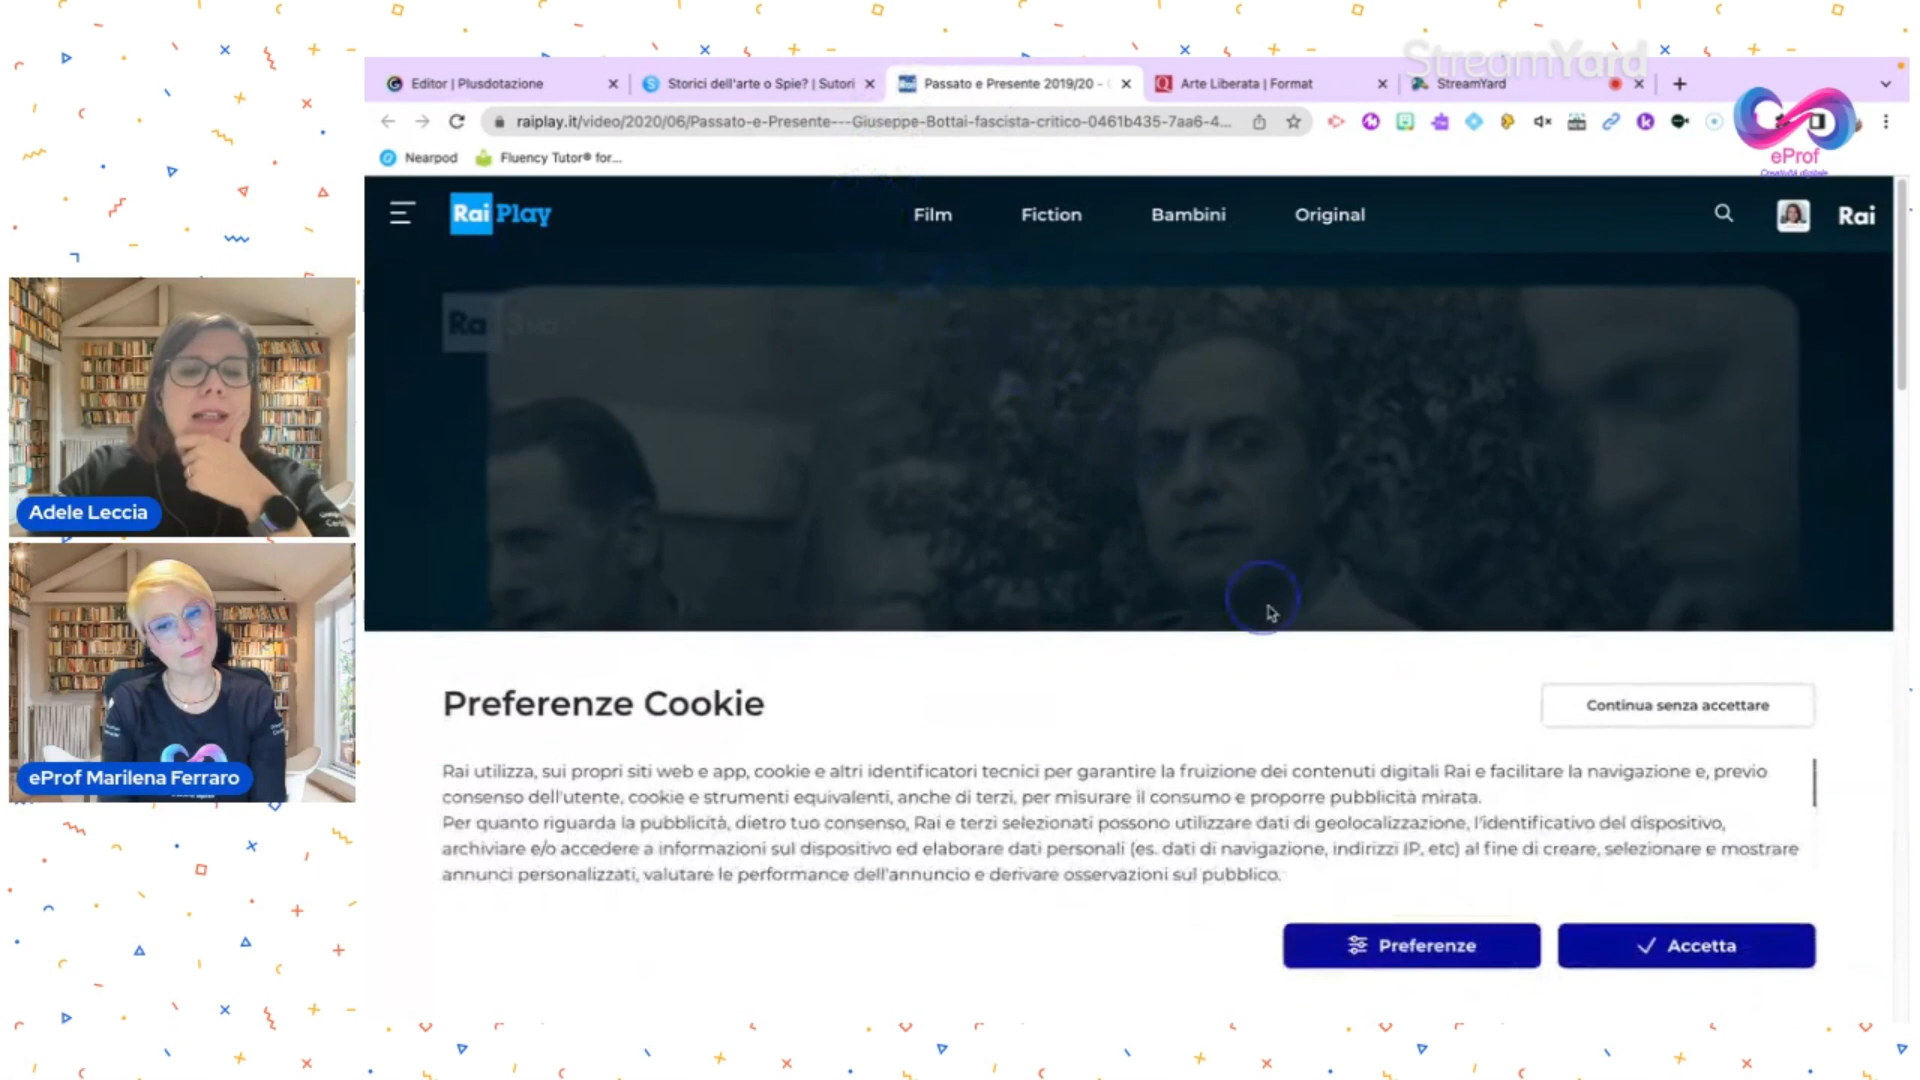 StreamYard
Editor | Plusdotazione
Storici dell'arte o Spie? | Sutori
Passato e Presente 2019/20 -
Arte Liberata | Format
StreamYard
raiplay.it/video/2020/06/Passato-e-Presente---Giuseppe-Bottai-fascista-critico-0461b435-7aa6-4...
eProf
Creatività digitale
Nearpod
Fluency Tutor® for...
Rai Play
Film
Fiction
Bambini
Original
Rai
Adele Leccia
eProf Marilena Ferraro
Preferenze Cookie
Continua senza accettare
Rai utilizza, sui propri siti web e app, cookie e altri identificatori tecnici per garantire la fruizione dei contenuti digitali Rai e facilitare la navigazione e, previo
consenso dell'utente, cookie e strumenti equivalenti, anche di terzi, per misurare il consumo e proporre pubblicità mirata.
Per quanto riguarda la pubblicità, dietro tuo consenso, Rai e terzi selezionati possono utilizzare dati di geolocalizzazione, l'identificativo del dispositivo,
archiviare e/o accedere a informazioni sul dispositivo ed elaborare dati personali (es. dati di navigazione, indirizzi IP, etc) al fine di creare, selezionare e mostrare
annunci personalizzati, valutare le performance dell'annuncio e derivare osservazioni sul pubblico.
Preferenze
Accetta